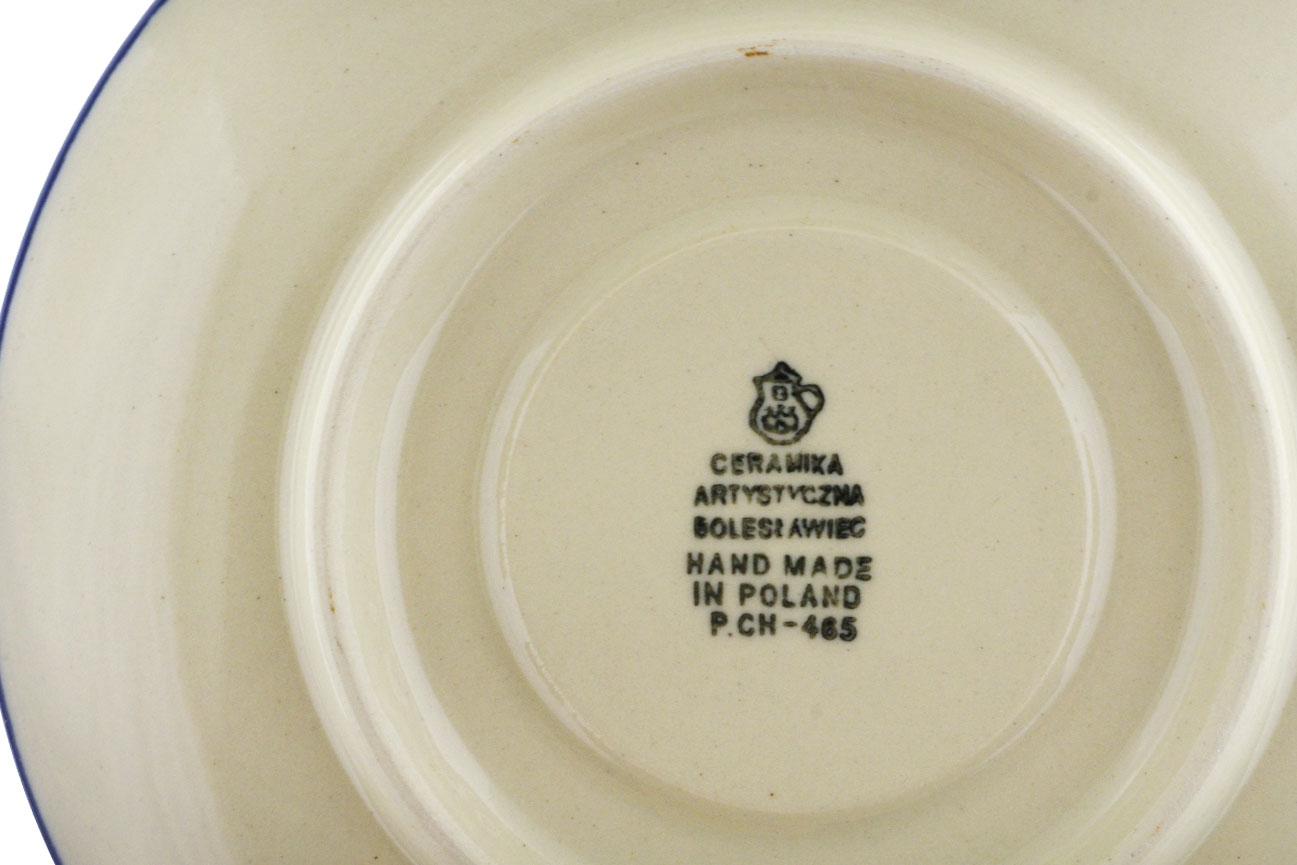 B
CERAMIKA
ARTYSTYCZNA
BOLESŁAWIEC
HAND MADE
IN POLAND
P.CH-465